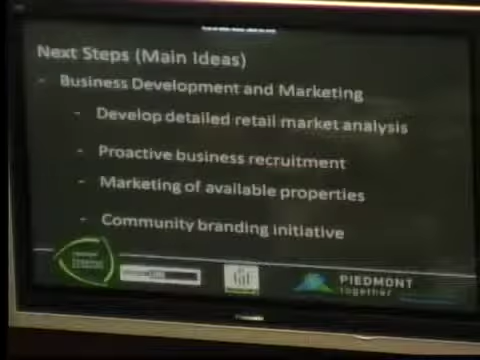 Next Steps (Main Ideas)
- Business Development and Marketing
- Develop detailed retail market analysis
- Proactive business recruitment
- Marketing of available properties
- Community branding initiative
PIEDMONT
together